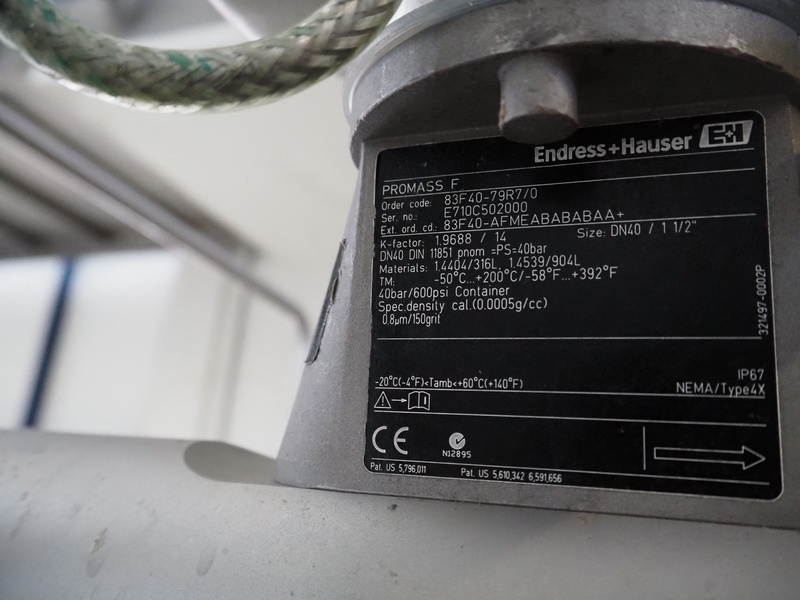 Endress+Hauser E+H
PROMASS F
Order code: 83F40-79R7/0
Ser. no.: E710C502000
Ext. ord. cd.: 83F40-AFMEABABABAA+
K-factor: 1.9688 / 14 Size: DN40 / 1 1/2"
DN40 DIN 11851 pnom =PS=40bar
Materials: 1.4404/316L, 1.4539/904L
TM: -50°C...+200°C/-58°F...+392°F
40bar/600psi Container
Spec.density cal.(0.0005g/cc)
0.8µm/150grit
321497-0002P
-20°C(-4°F)<Tamb<+60°C(+140°F)
IP67
NEMA/Type4X
i
CE
N12895
Pat. US 5,796,011 Pat. US 5,610,342 6,591,656